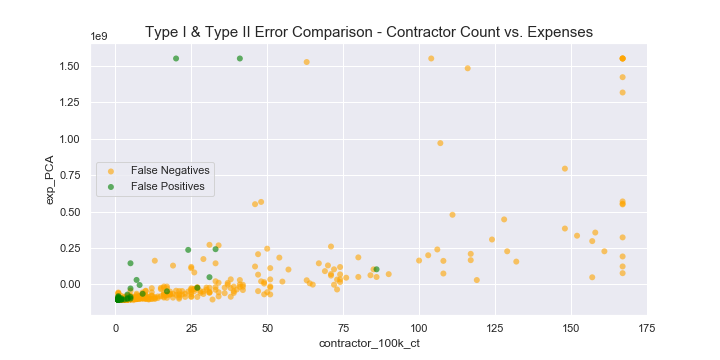 Type I & Type II Error Comparison - Contractor Count vs. Expenses
1e9
1.50
1.25
1.00
0.75
0.50
0.25
0.00
exp_PCA
False Negatives
False Positives
0
25
50
75
100
125
150
175
contractor_100k_ct